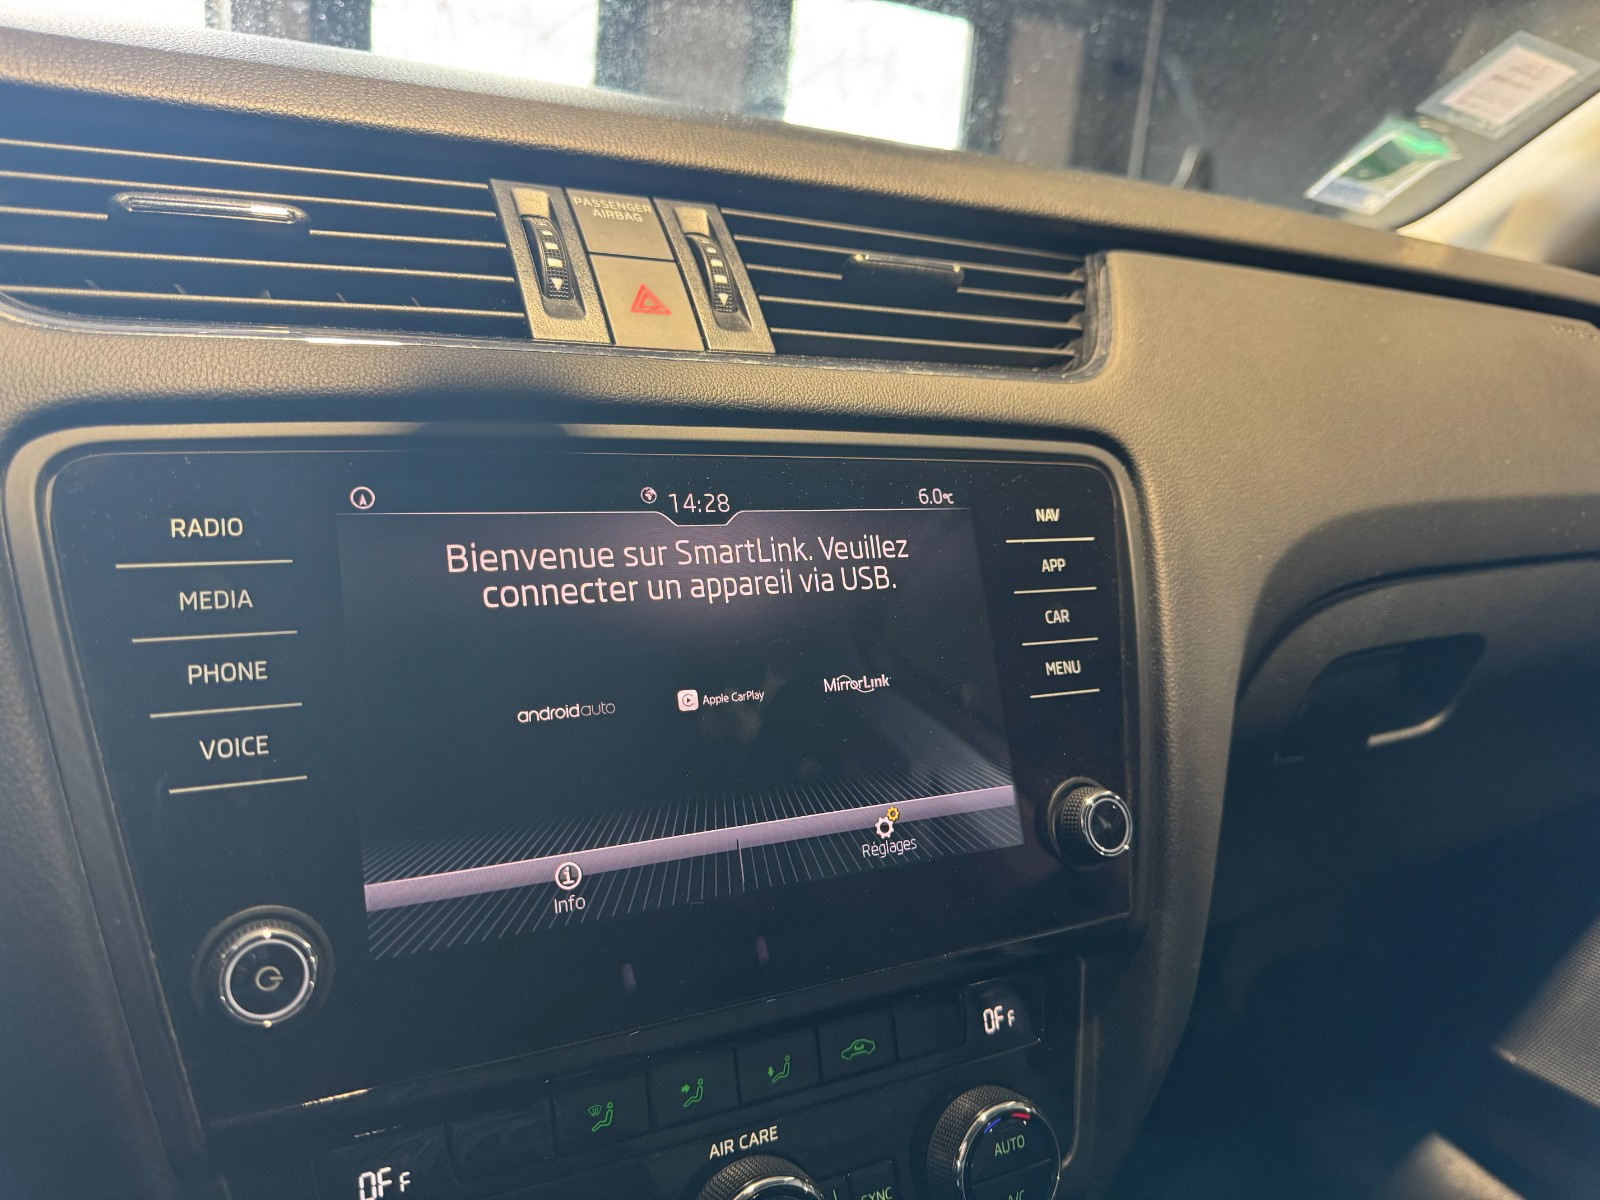 PASSENGER
AIRBAG
14:28
6.0°C
RADIO
MEDIA
PHONE
VOICE
Bienvenue sur SmartLink. Veuillez
connecter un appareil via USB.
androidauto
Apple CarPlay
MirrorLink
Info
Réglages
NAV
APP
CAR
MENU
OFF
OFF
AIR CARE
AUTO
SYNC
A/C